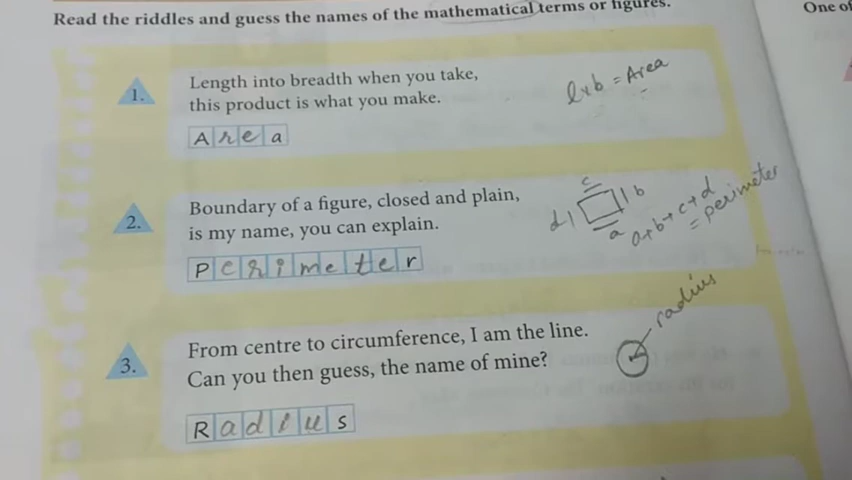 Read the riddles and guess the names of the mathematical terms or figures.
One of
1.
Length into breadth when you take,
this product is what you make.
l×b = Area
Area
2.
Boundary of a figure, closed and plain,
is my name, you can explain.
c
d
b
a
a+b+c+d
= perimeter
Perimeter
3.
From centre to circumference, I am the line.
Can you then guess, the name of mine?
radius
Radius